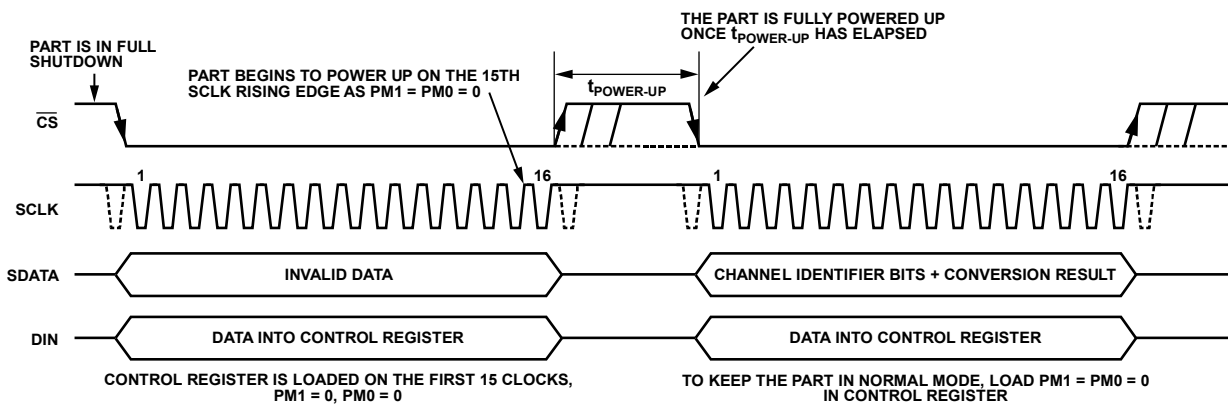 THE PART IS FULLY POWERED UP
ONCE tPOWER-UP HAS ELAPSED
PART IS IN FULL
SHUTDOWN
PART BEGINS TO POWER UP ON THE 15TH
SCLK RISING EDGE AS PM1 = PM0 = 0
tPOWER-UP
CS
1
16
1
16
SCLK
SDATA
INVALID DATA
CHANNEL IDENTIFIER BITS + CONVERSION RESULT
DIN
DATA INTO CONTROL REGISTER
DATA INTO CONTROL REGISTER
CONTROL REGISTER IS LOADED ON THE FIRST 15 CLOCKS,
PM1 = 0, PM0 = 0
TO KEEP THE PART IN NORMAL MODE, LOAD PM1 = PM0 = 0
IN CONTROL REGISTER